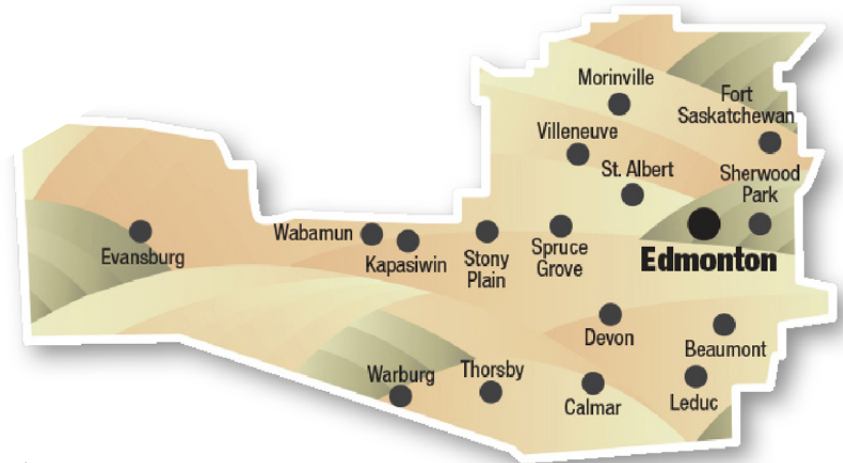 Morinville
Fort
Saskatchewan
Villeneuve
St. Albert
Sherwood
Park
Evansburg
Wabamun
Kapasiwin
Stony
Plain
Spruce
Grove
Edmonton
Devon
Beaumont
Warburg
Thorsby
Calmar
Leduc